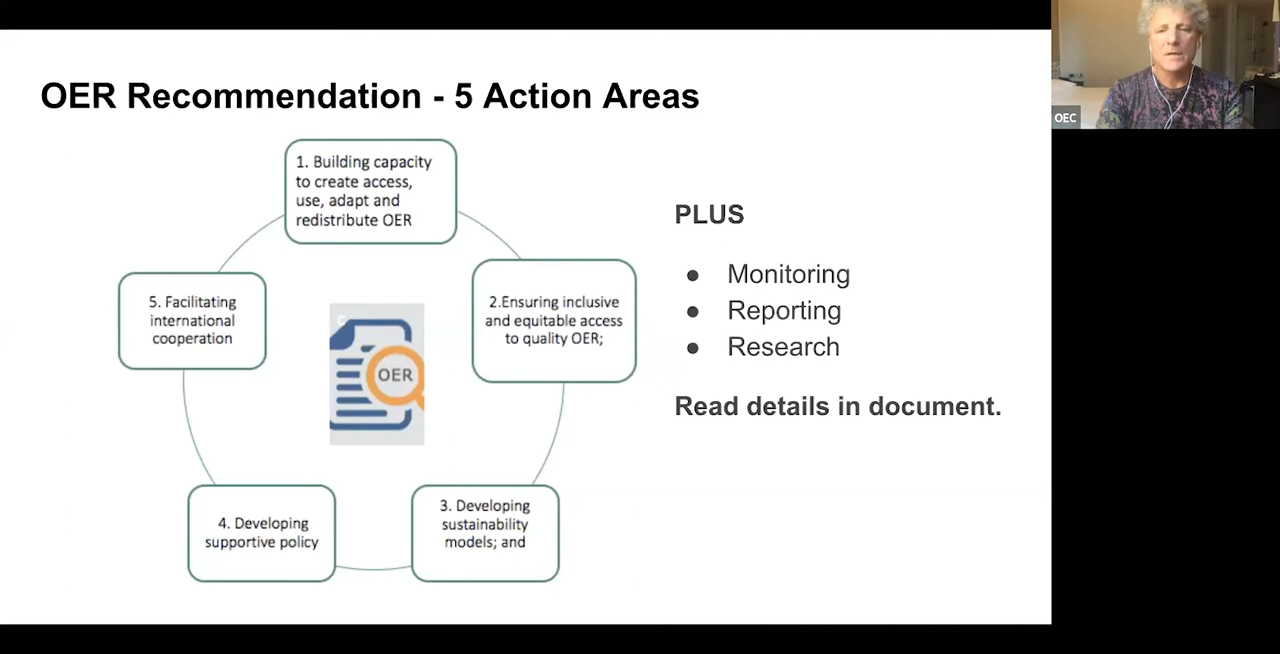 OER Recommendation - 5 Action Areas
1. Building capacity
to create access,
use, adapt and
redistribute OER
2.Ensuring inclusive
and equitable access
to quality OER;
3. Developing
sustainability
models; and
4. Developing
supportive policy
5. Facilitating
international
cooperation
OER
PLUS
● Monitoring
● Reporting
● Research
Read details in document.
OEC